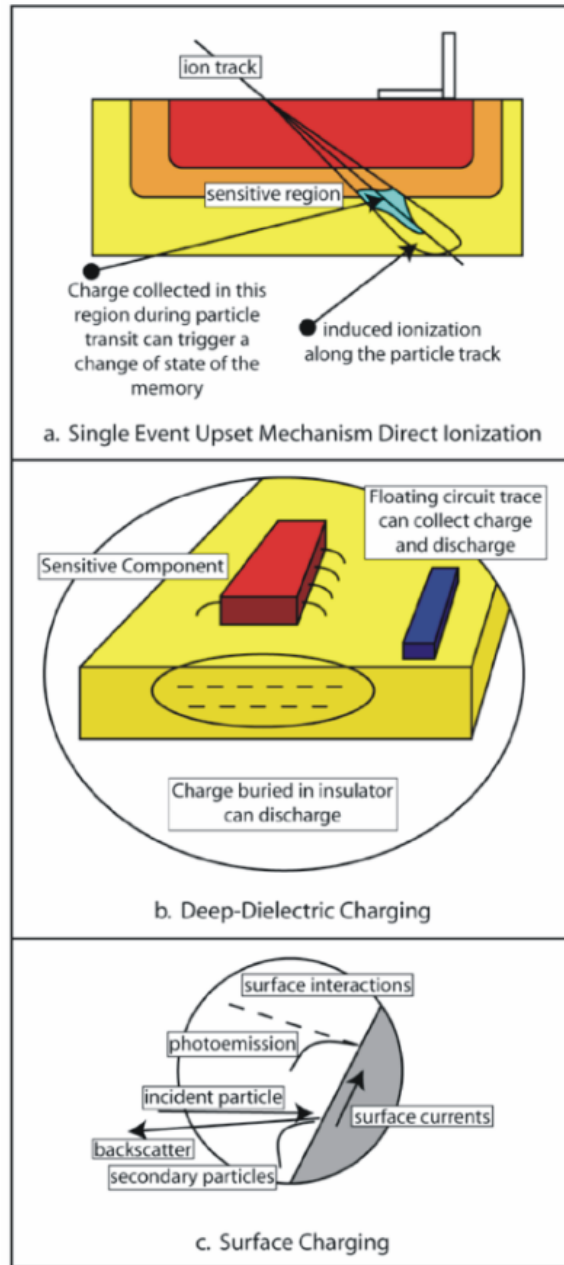 ion track
sensitive region
Charge collected in this
region during particle
transit can trigger a
change of state of the
memory
induced ionization
along the particle track
a. Single Event Upset Mechanism Direct Ionization
Floating circuit trace
can collect charge
and discharge
Sensitive Component
Charge buried in insulator
can discharge
b. Deep-Dielectric Charging
surface interactions
photoemission
incident particle
surface currents
backscatter
secondary particles
c. Surface Charging